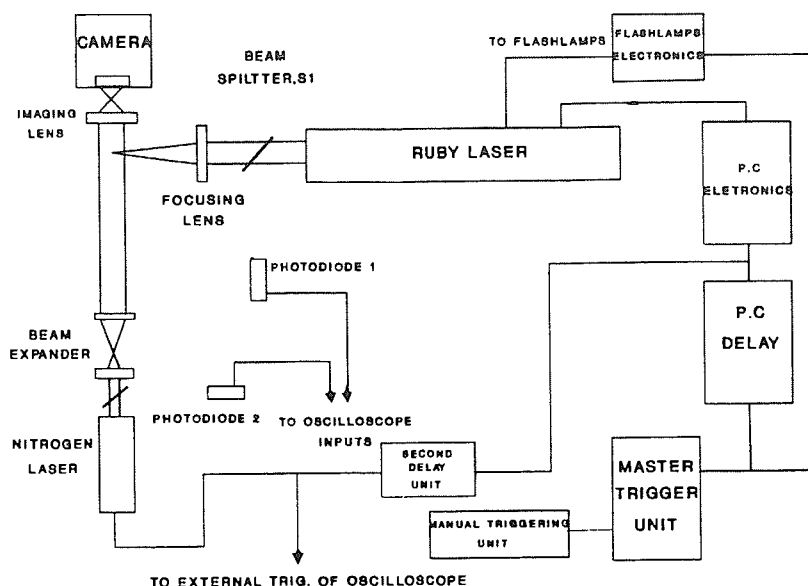 CAMERA
BEAM
SPILTTER,S1
TO FLASHLAMPS
FLASHLAMPS
ELECTRONICS
IMAGING
LENS
RUBY LASER
P.C
ELETRONICS
FOCUSING
LENS
PHOTODIODE 1
P.C
DELAY
BEAM
EXPANDER
PHOTODIODE 2
TO OSCILLOSCOPE
INPUTS
NITROGEN
LASER
SECOND
DELAY
UNIT
MASTER
TRIGGER
UNIT
MANUAL TRIGGERING
UNIT
TO EXTERNAL TRIG. OF OSCILLOSCOPE